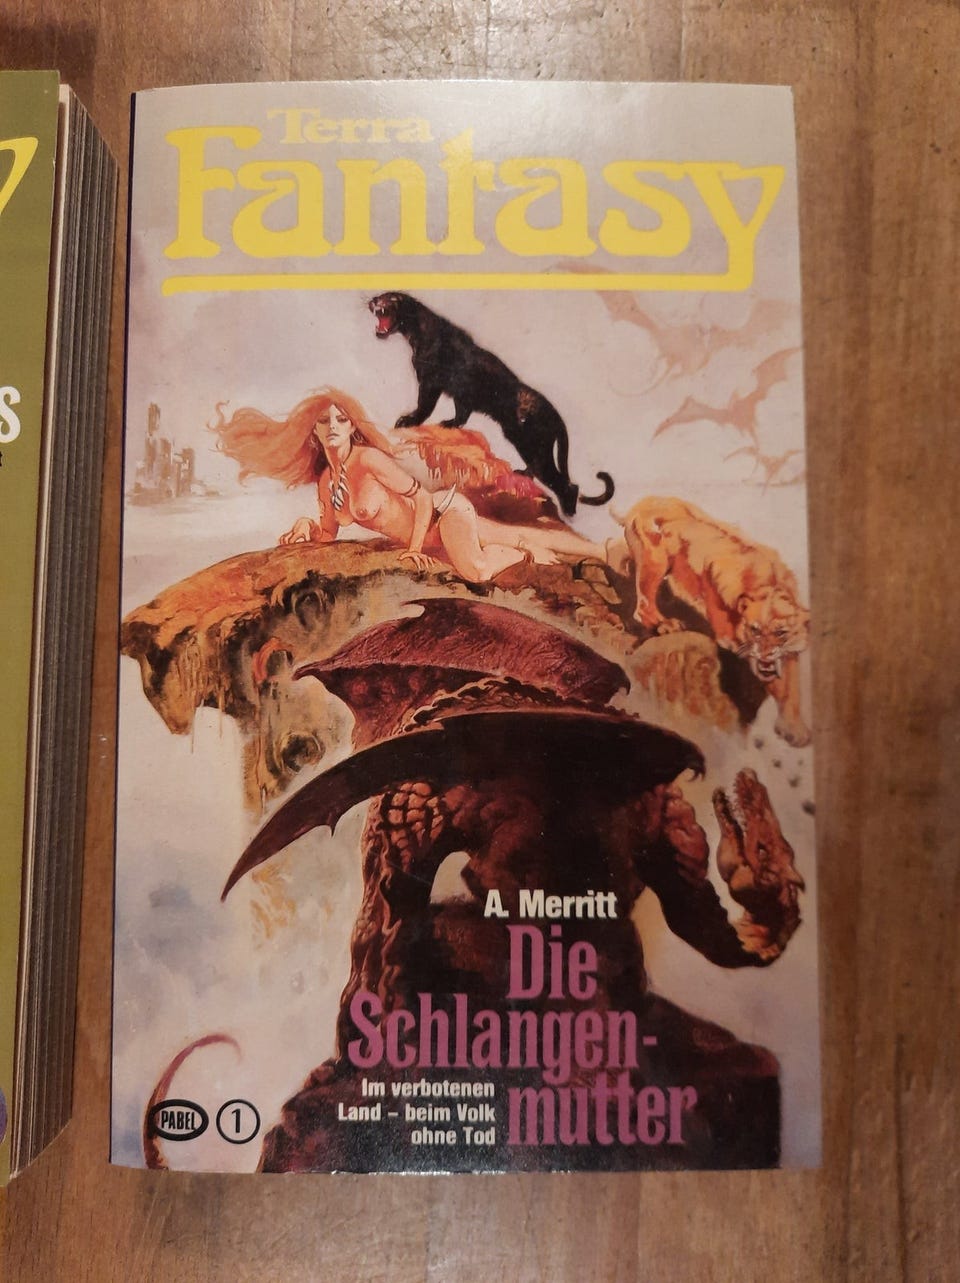 Terra
Fantasy
A. Merritt
Die
Schlangen-
mutter
Im verbotenen
Land – beim Volk
ohne Tod
PABEL
1
s
t